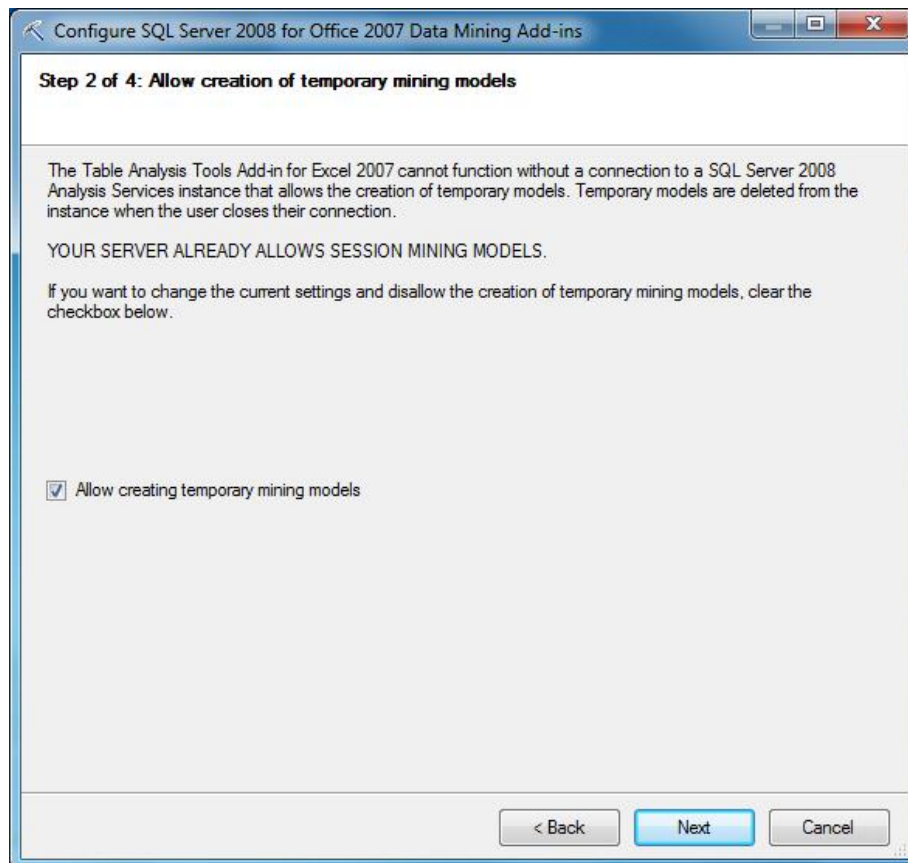 Configure SQL Server 2008 for Office 2007 Data Mining Add-ins
Step 2 of 4: Allow creation of temporary mining models
The Table Analysis Tools Add-in for Excel 2007 cannot function without a connection to a SQL Server 2008
Analysis Services instance that allows the creation of temporary models. Temporary models are deleted from the
instance when the user closes their connection.
YOUR SERVER ALREADY ALLOWS SESSION MINING MODELS.
If you want to change the current settings and disallow the creation of temporary mining models, clear the
checkbox below.
Allow creating temporary mining models
< Back Next Cancel